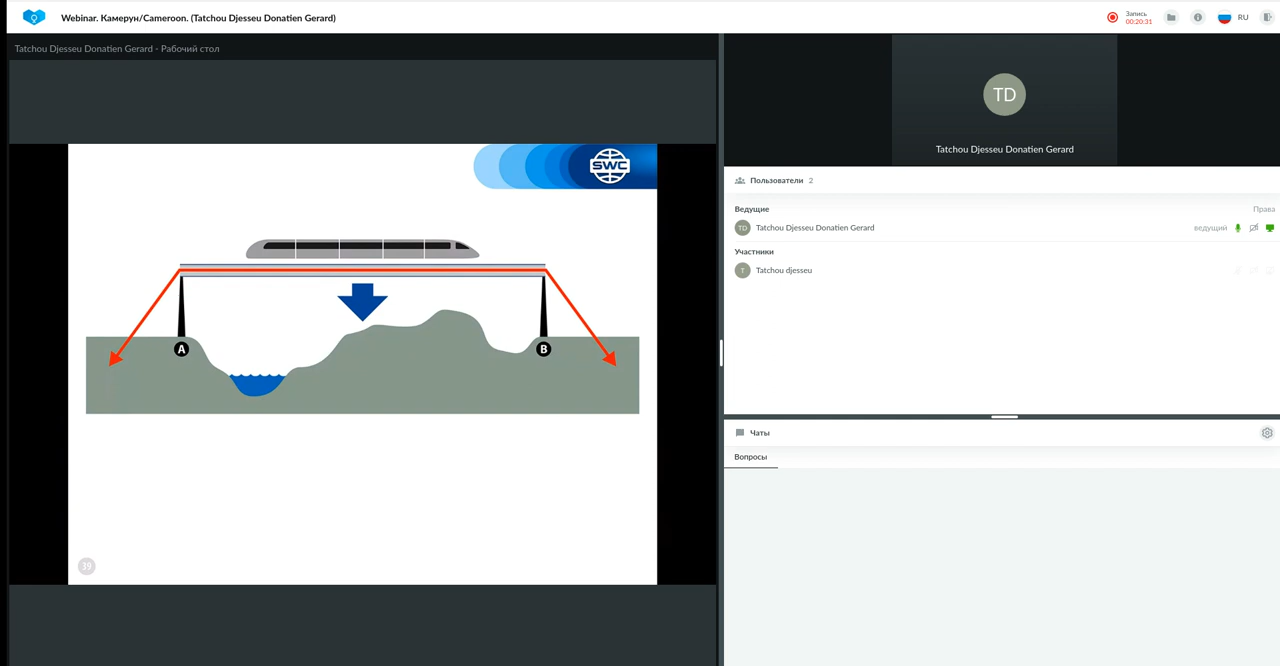 Webinar. Камерун/Cameroon. (Tatchou Djesseu Donatien Gerard)
Запись
00:20:31
RU
Tatchou Djesseu Donatien Gerard - Рабочий стол
SWC
A
B
39
TD
Tatchou Djesseu Donatien Gerard
Пользователи 2
Ведущие Права
TD Tatchou Djesseu Donatien Gerard ведущий
Участники
T Tatchou djesseu
Чаты
Вопросы